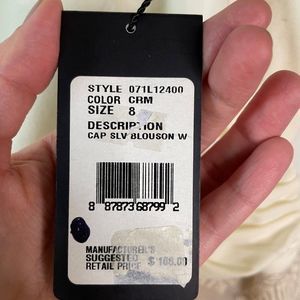 STYLE 071L12400
COLOR CRM
SIZE 8
DESCRIPTION
CAP SLV BLOUSON W
8 87873 68799 2
MANUFACTURER'S
SUGGESTED
RETAIL PRICE $